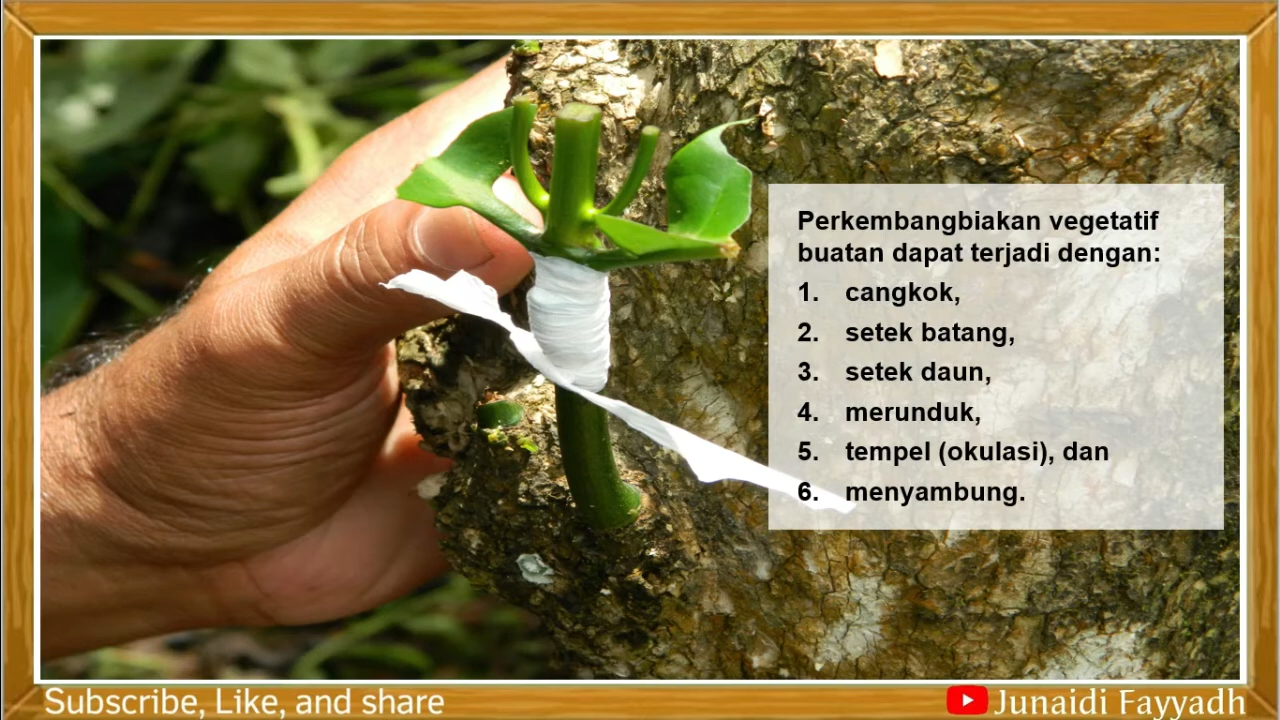 Perkembangbiakan vegetatif
buatan dapat terjadi dengan:
1. cangkok,
2. setek batang,
3. setek daun,
4. merunduk,
5. tempel (okulasi), dan
6. menyambung.
Subscribe, Like, and share
Junaidi Fayyadh